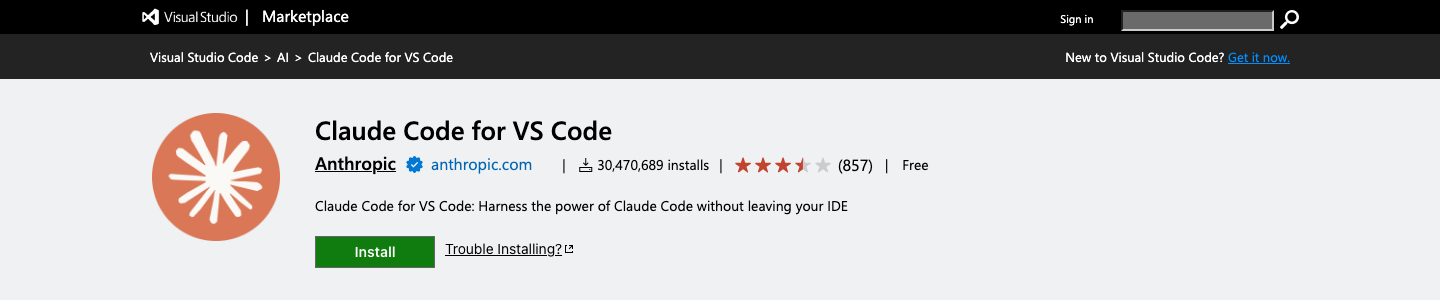 Visual Studio | Marketplace
Sign in
Visual Studio Code > AI > Claude Code for VS Code
New to Visual Studio Code? Get it now.
Claude Code for VS Code
Anthropic anthropic.com | 30,470,689 installs | (857) | Free
Claude Code for VS Code: Harness the power of Claude Code without leaving your IDE
Install
Trouble Installing?